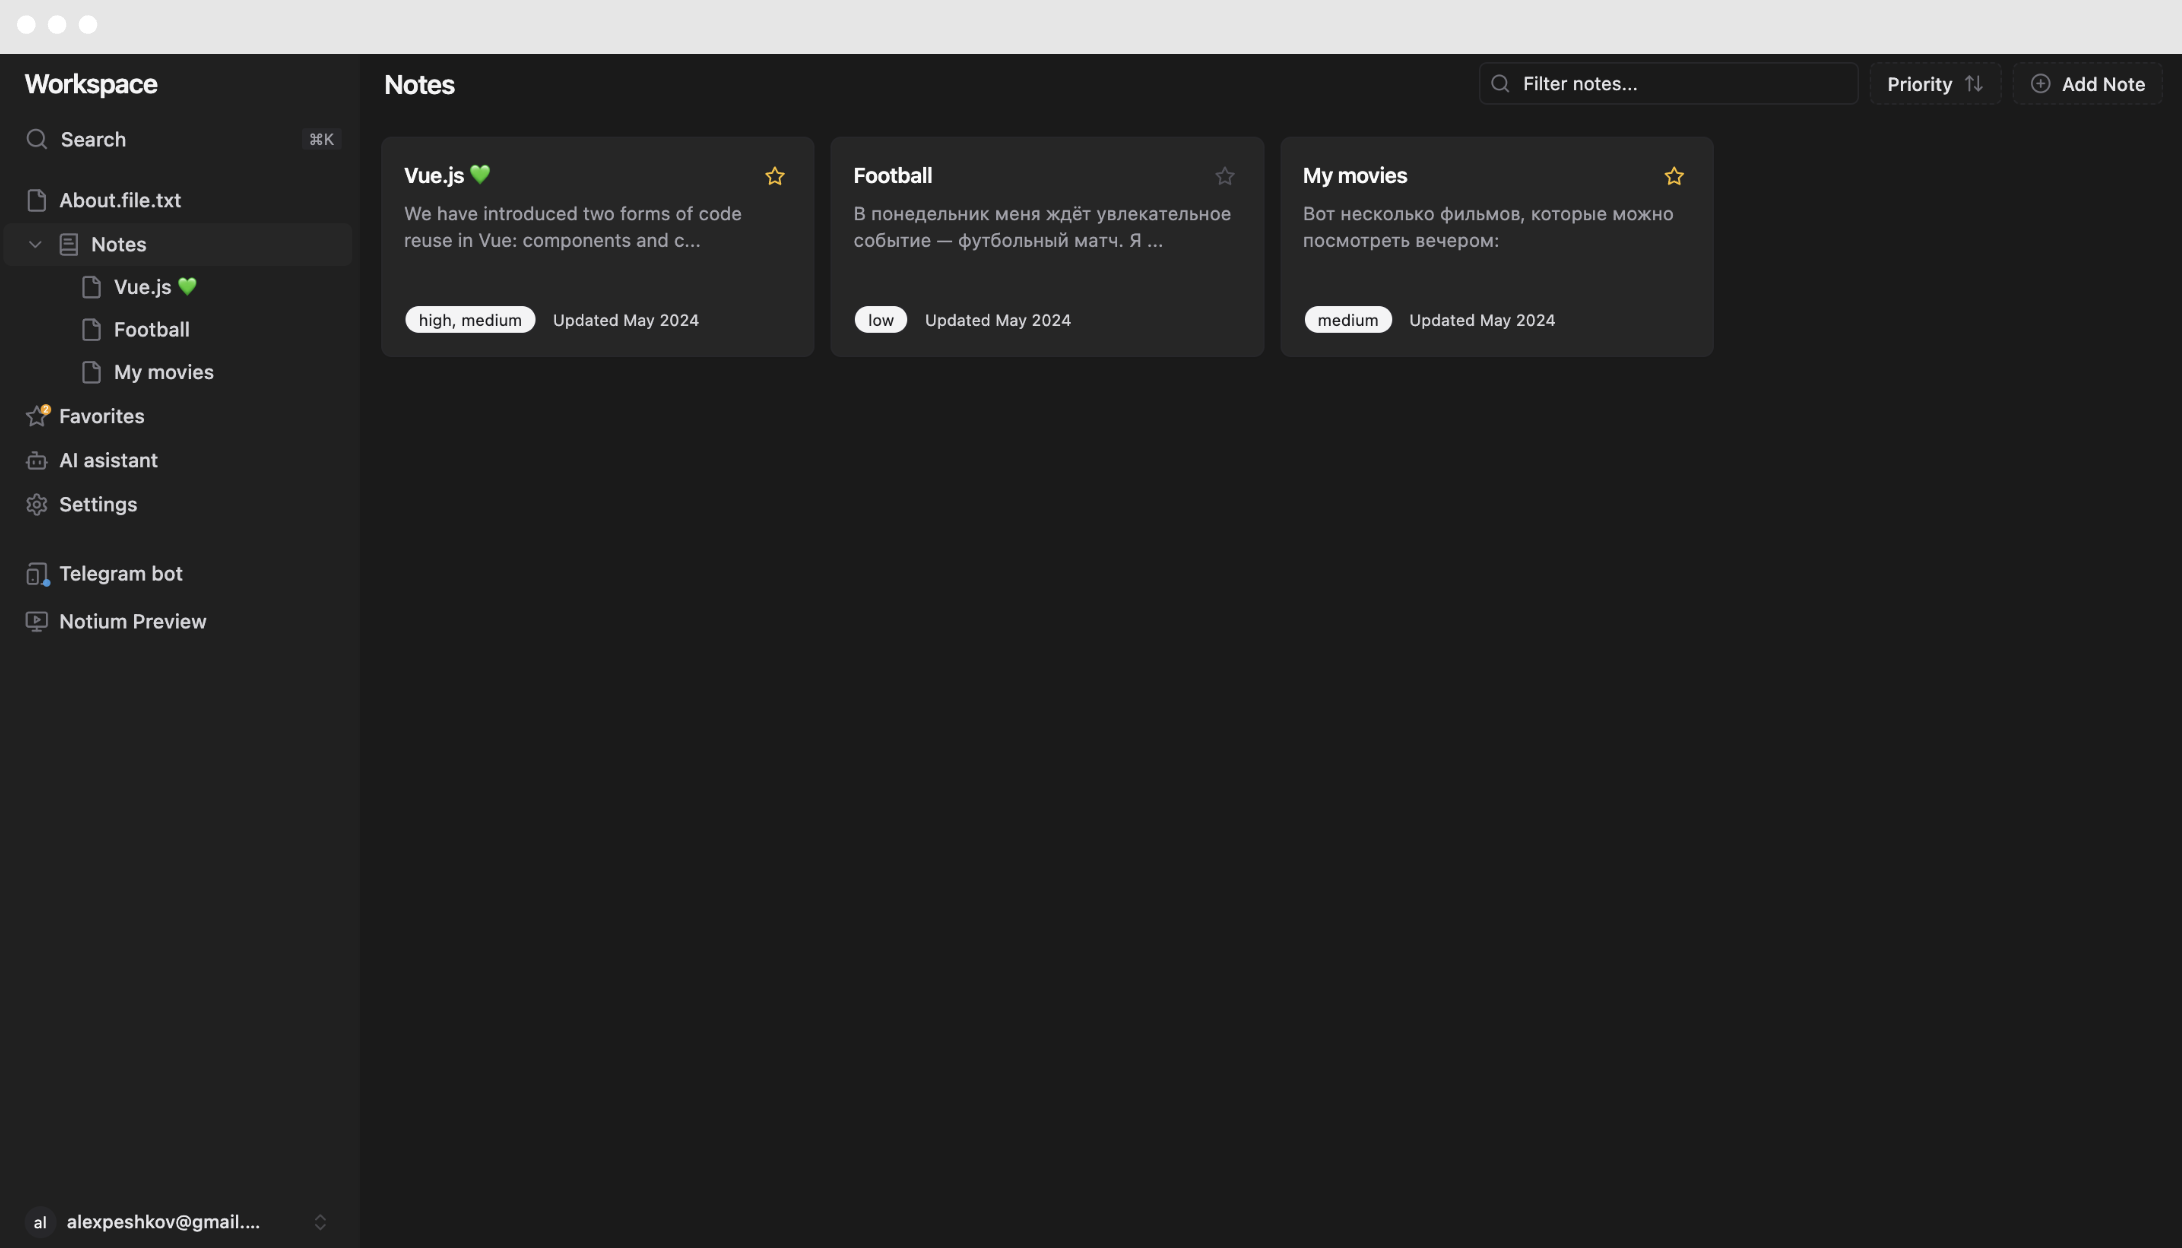 Workspace
Search
⌘K
About.file.txt
Notes
Vue.js 💚
Football
My movies
2
Favorites
AI asistant
Settings
Telegram bot
Notium Preview
al
alexpeshkov@gmail....
Notes
Filter notes...
Priority
Add Note
Vue.js 💚
We have introduced two forms of code
reuse in Vue: components and c...
high, medium
Updated May 2024
Football
В понедельник меня ждёт увлекательное
событие — футбольный матч. Я ...
low
Updated May 2024
My movies
Вот несколько фильмов, которые можно
посмотреть вечером:
medium
Updated May 2024